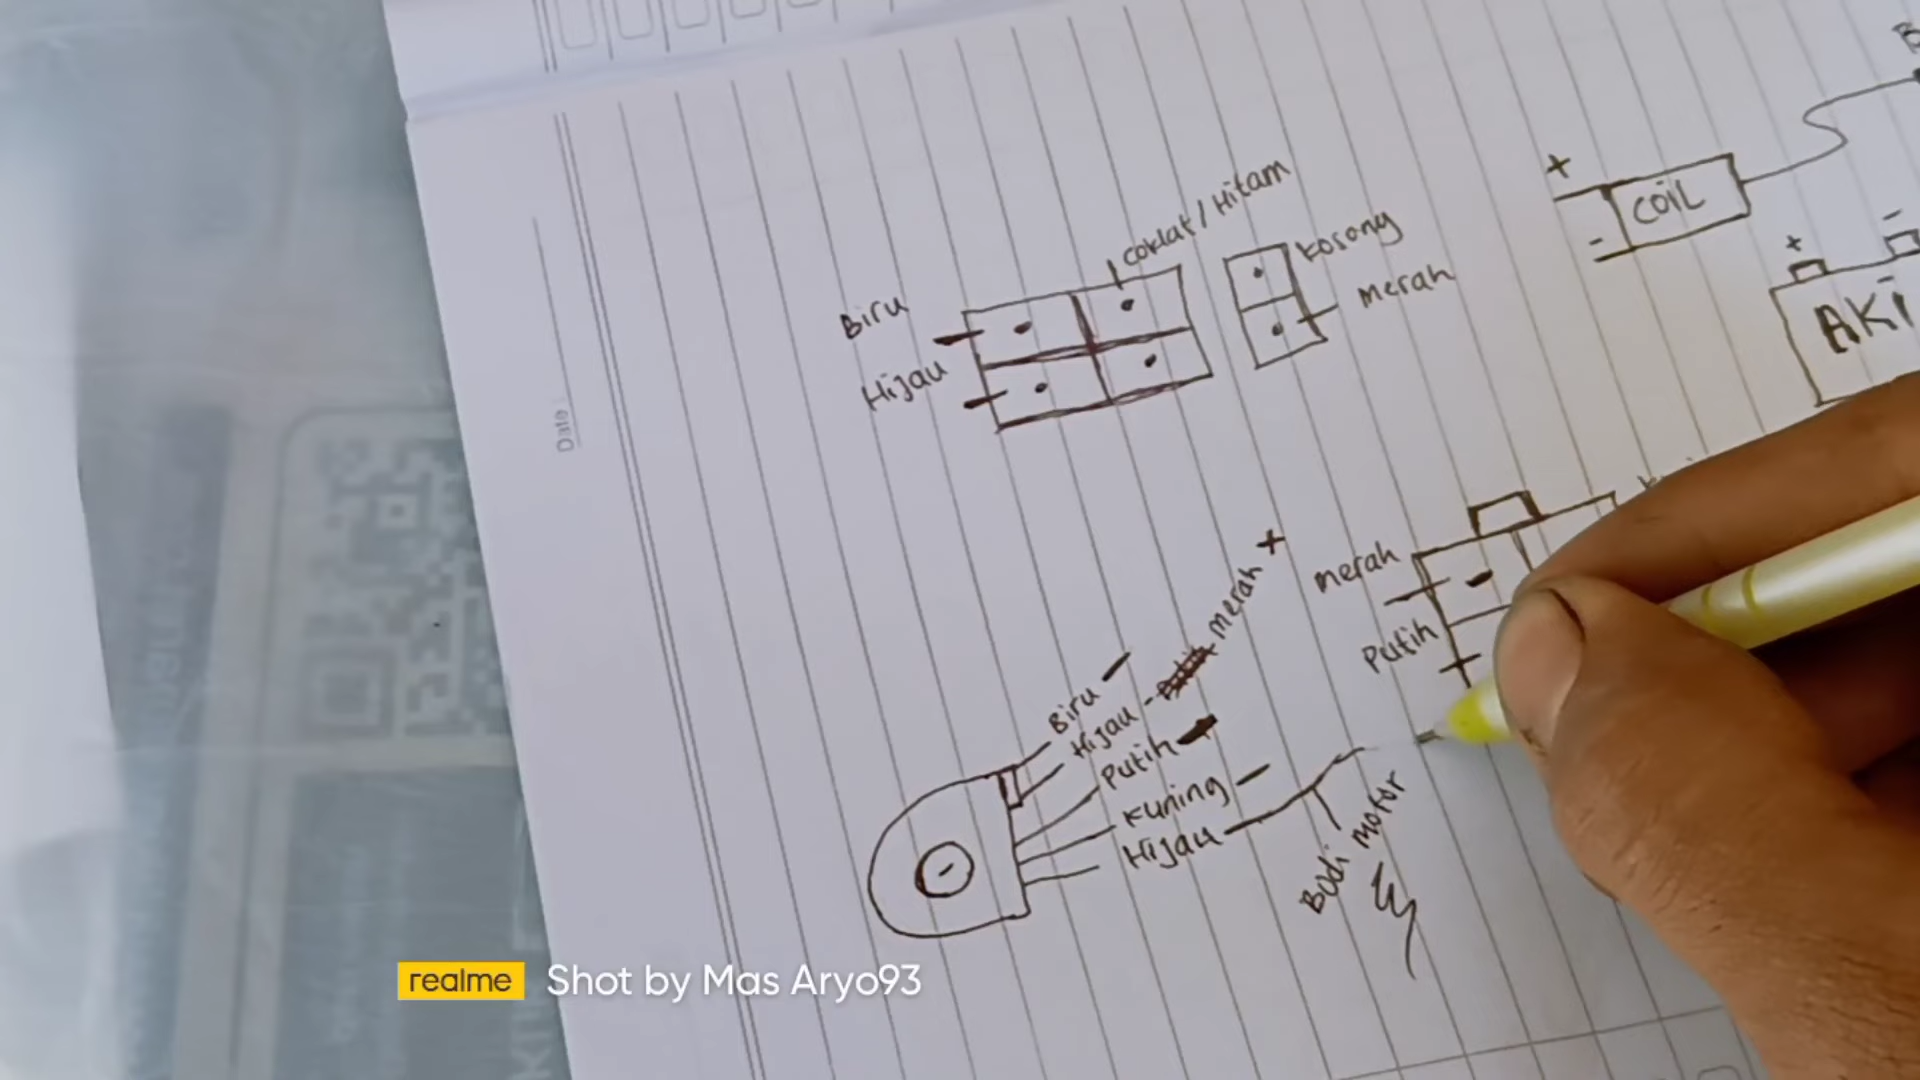 Date :
coklat / Hitam
kosong
merah
Biru
Hijau
+
-
COIL
+
-
AKI
merah
Putih
Biru -
Hijau - merah +
Putih -
Kuning -
Hijau
Bodi motor
realme Shot by Mas Aryo93